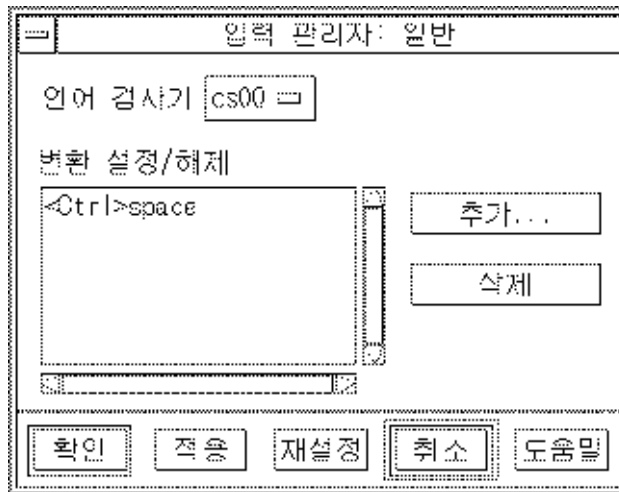 입력 관리자: 일반
언어 검사기 cs00
변환 설정/해제
<Ctrl>space
추가...
삭제
확인 적용 재설정 취소 도움말